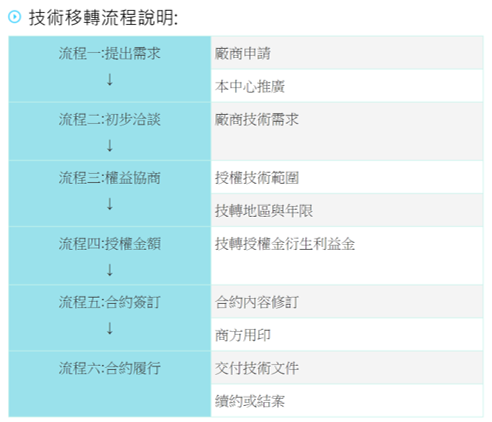 技術移轉流程說明:
流程一:提出需求
↓
廠商申請
本中心推廣
流程二:初步洽談
↓
廠商技術需求
流程三:權益協商
↓
授權技術範圍
技轉地區與年限
流程四:授權金額
↓
技轉授權金衍生利益金
流程五:合約簽訂
↓
合約內容修訂
商方用印
流程六:合約履行
交付技術文件
續約或結案